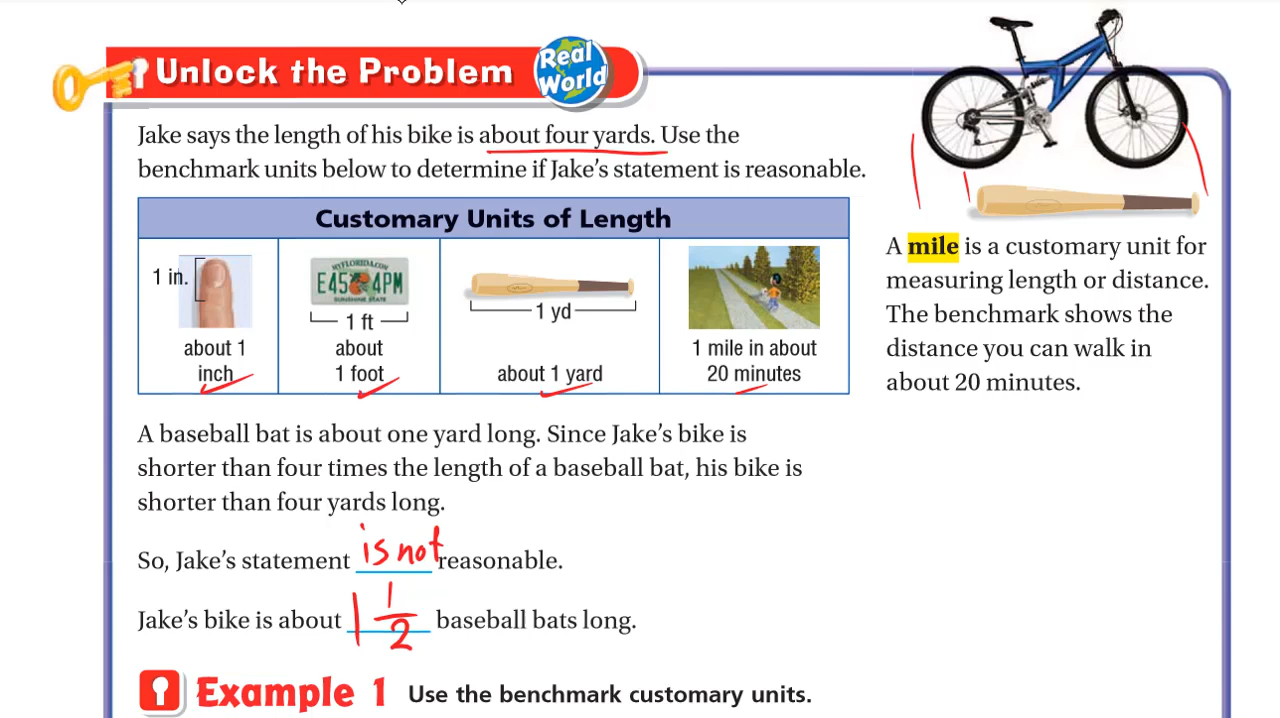 Unlock the Problem
Real
World
Jake says the length of his bike is about four yards. Use the
benchmark units below to determine if Jake's statement is reasonable.
Customary Units of Length
1 in.
about 1
inch
MYFLORIDA.COM
E45 4PM
SUNSHINE STATE
1 ft
about
1 foot
1 yd
about 1 yard
1 mile in about
20 minutes
A mile is a customary unit for
measuring length or distance.
The benchmark shows the
distance you can walk in
about 20 minutes.
A baseball bat is about one yard long. Since Jake's bike is
shorter than four times the length of a baseball bat, his bike is
shorter than four yards long.
So, Jake's statement is not reasonable.
Jake's bike is about 1 1/2 baseball bats long.
Example 1 Use the benchmark customary units.